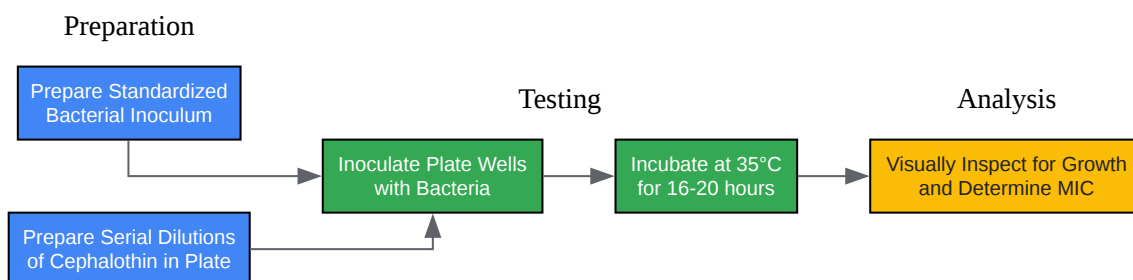 Preparation
Prepare Standardized
Bacterial Inoculum
Prepare Serial Dilutions
of Cephalothin in Plate
Testing
Inoculate Plate Wells
with Bacteria
Incubate at 35°C
for 16-20 hours
Analysis
Visually Inspect for Growth
and Determine MIC